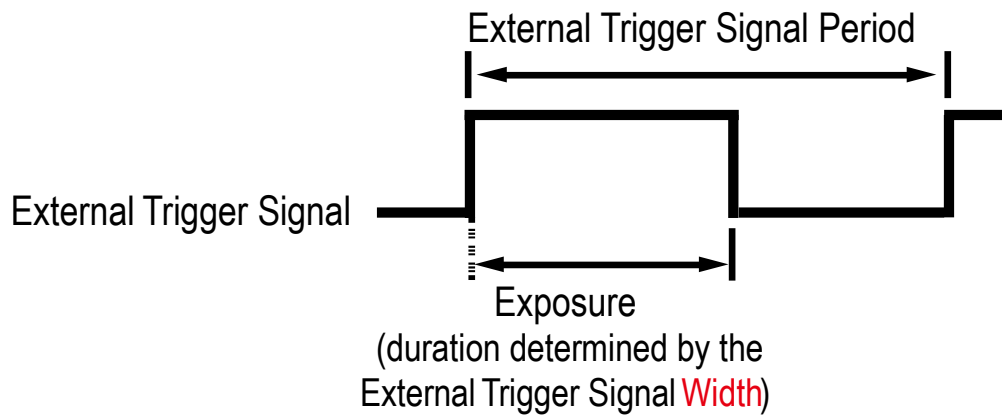 External Trigger Signal Period
External Trigger Signal
Exposure
(duration determined by the
External Trigger Signal Width)